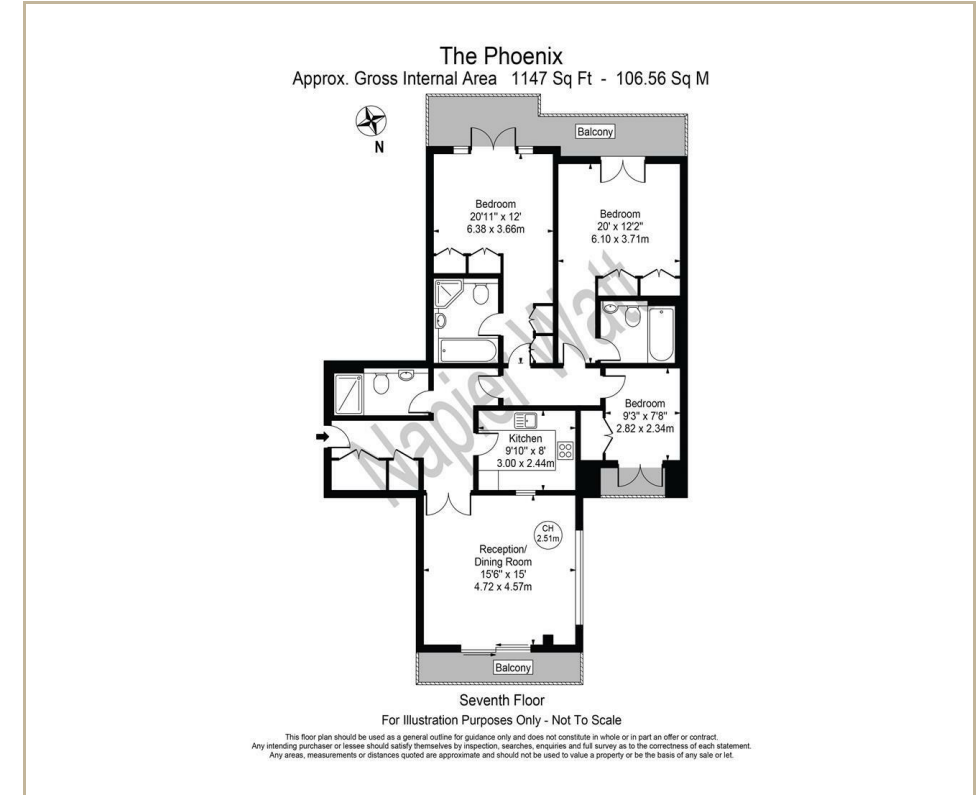 The Phoenix
Approx. Gross Internal Area 1147 Sq Ft - 106.56 Sq M
N
Balcony
Bedroom
20'11" x 12'
6.38 x 3.66m
Bedroom
20' x 12'2"
6.10 x 3.71m
Napier Watt
Bedroom
9'3" x 7'8"
2.82 x 2.34m
Kitchen
9'10" x 8'
3.00 x 2.44m
CH
2.51m
Reception/
Dining Room
15'6" x 15'
4.72 x 4.57m
Balcony
Seventh Floor
For Illustration Purposes Only - Not To Scale
This floor plan should be used as a general outline for guidance only and does not constitute in whole or in part an offer or contract.
Any intending purchaser or lessee should satisfy themselves by inspection, searches, enquiries and full survey as to the correctness of each statement.
Any areas, measurements or distances quoted are approximate and should not be used to value a property or be the basis of any sale or let.